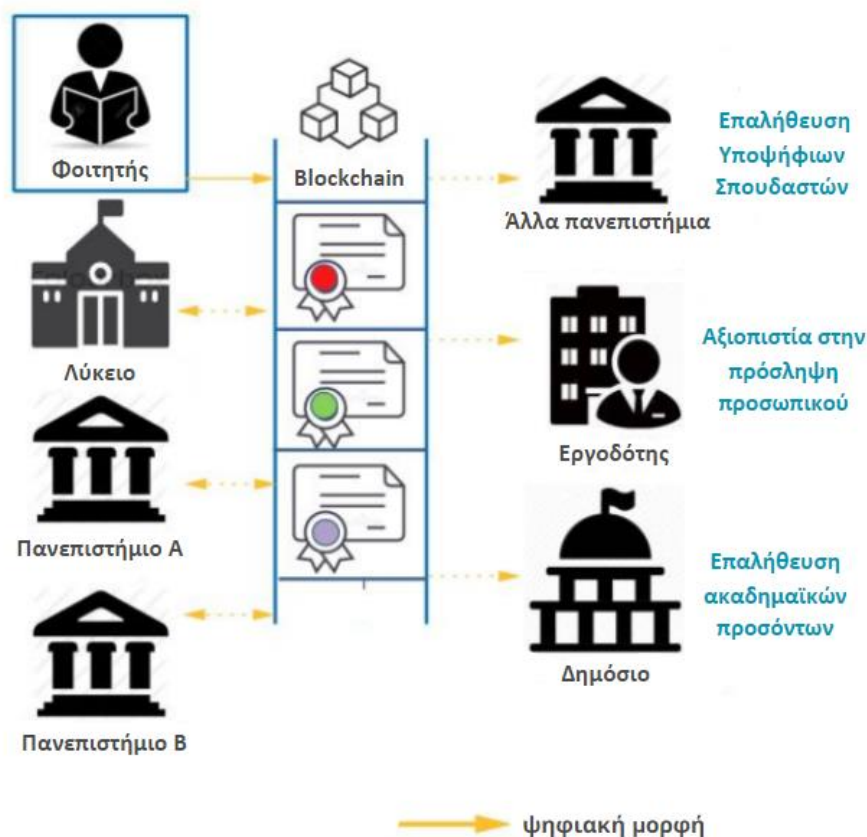 Φοιτητής
Blockchain
Άλλα πανεπιστήμια
Επαλήθευση
Υποψήφιων
Σπουδαστών
Λύκειο
Εργοδότης
Αξιοπιστία στην
πρόσληψη
προσωπικού
Πανεπιστήμιο Α
Δημόσιο
Επαλήθευση
ακαδημαϊκών
προσόντων
Πανεπιστήμιο Β
ψηφιακή μορφή